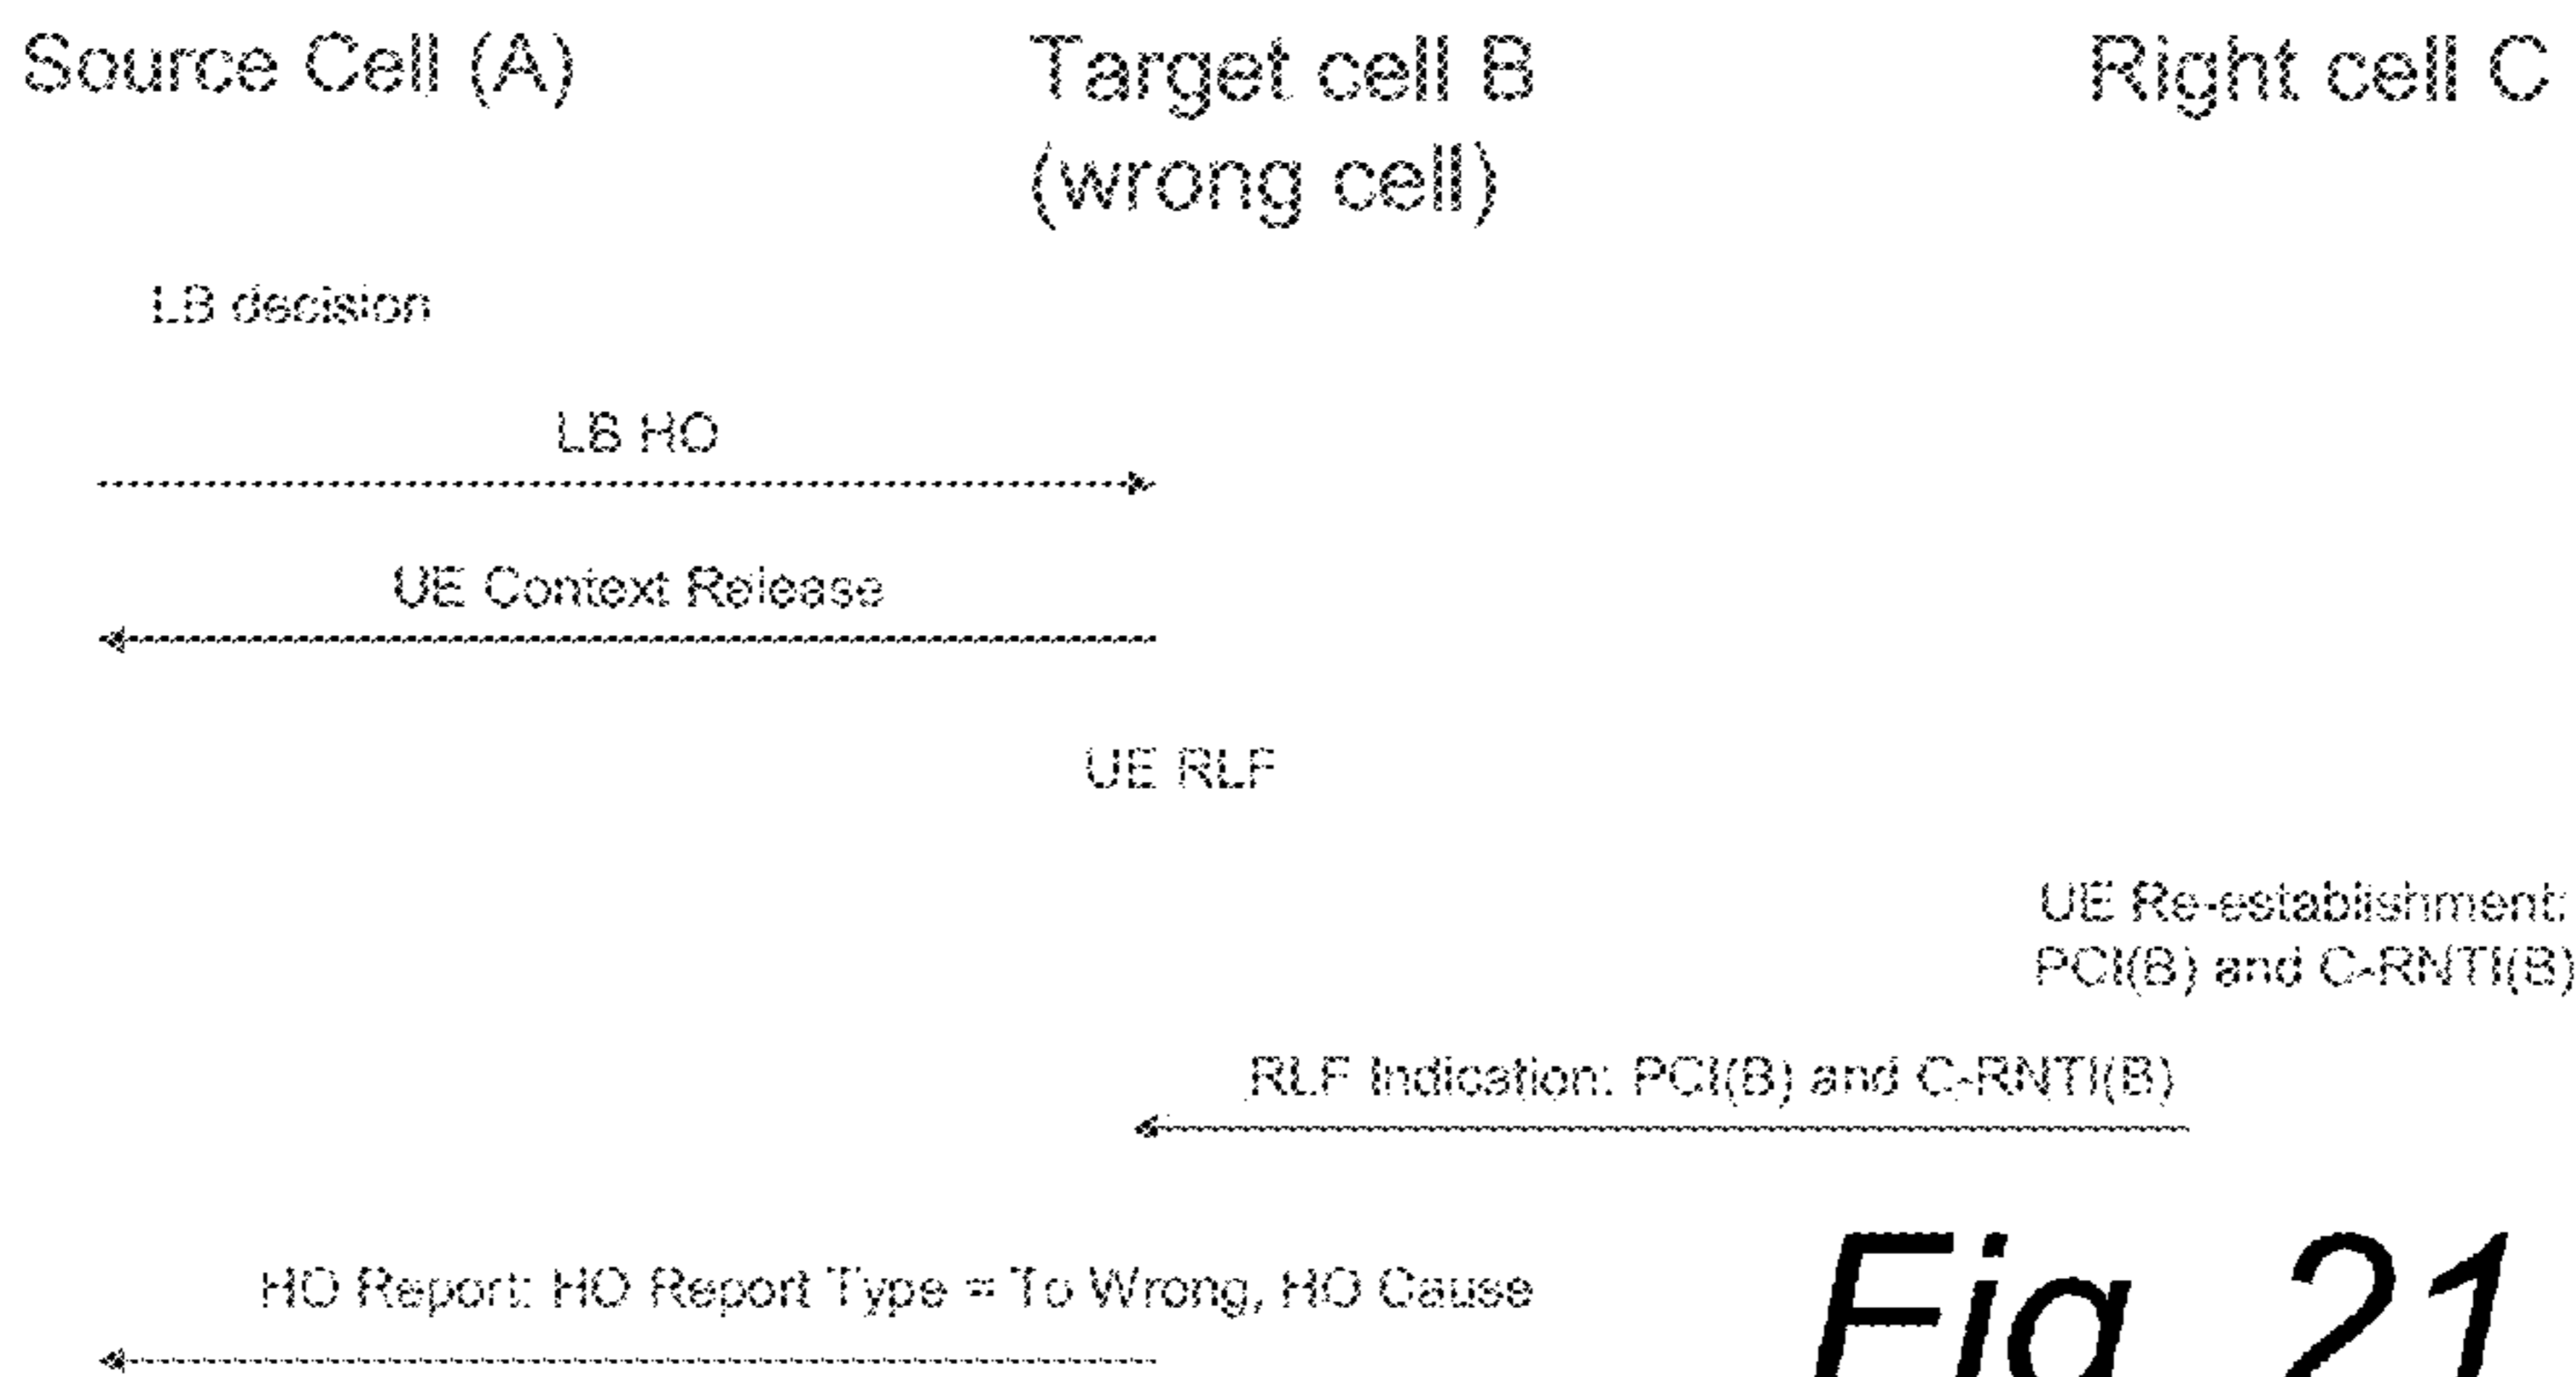 Source Cell (A)
Target cell B
(wrong cell)
Right cell C
LB decision
LB HO
UE Context Release
UE RLF
UE Re-establishment:
PCI(B) and C-RNTI(B)
RLF Indication: PCI(B) and C-RNTI(B)
HO Report: HO Report Type = To Wrong, HO Cause
Fig. 21